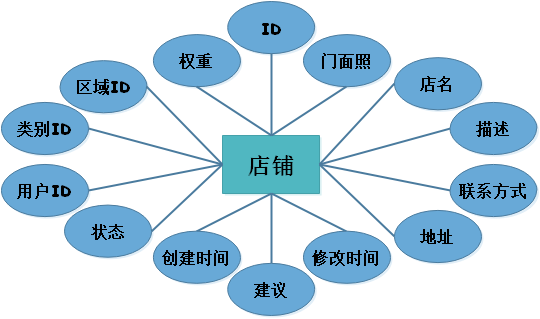 ID
权重
门面照
区域ID
店名
类别ID
描述
店铺
用户ID
联系方式
状态
地址
创建时间
修改时间
建议